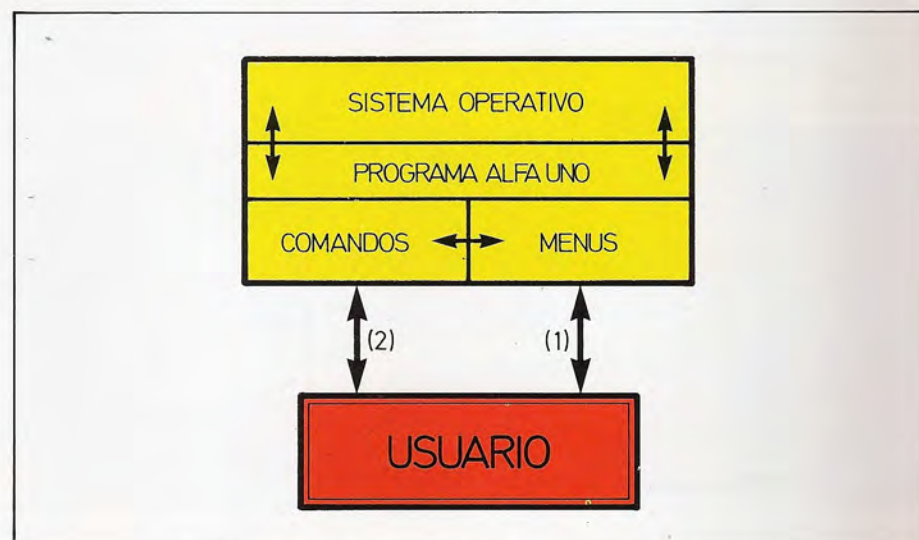 SISTEMA OPERATIVO
PROGRAMA ALFA UNO
COMANDOS
MENUS
(2)
(1)
USUARIO